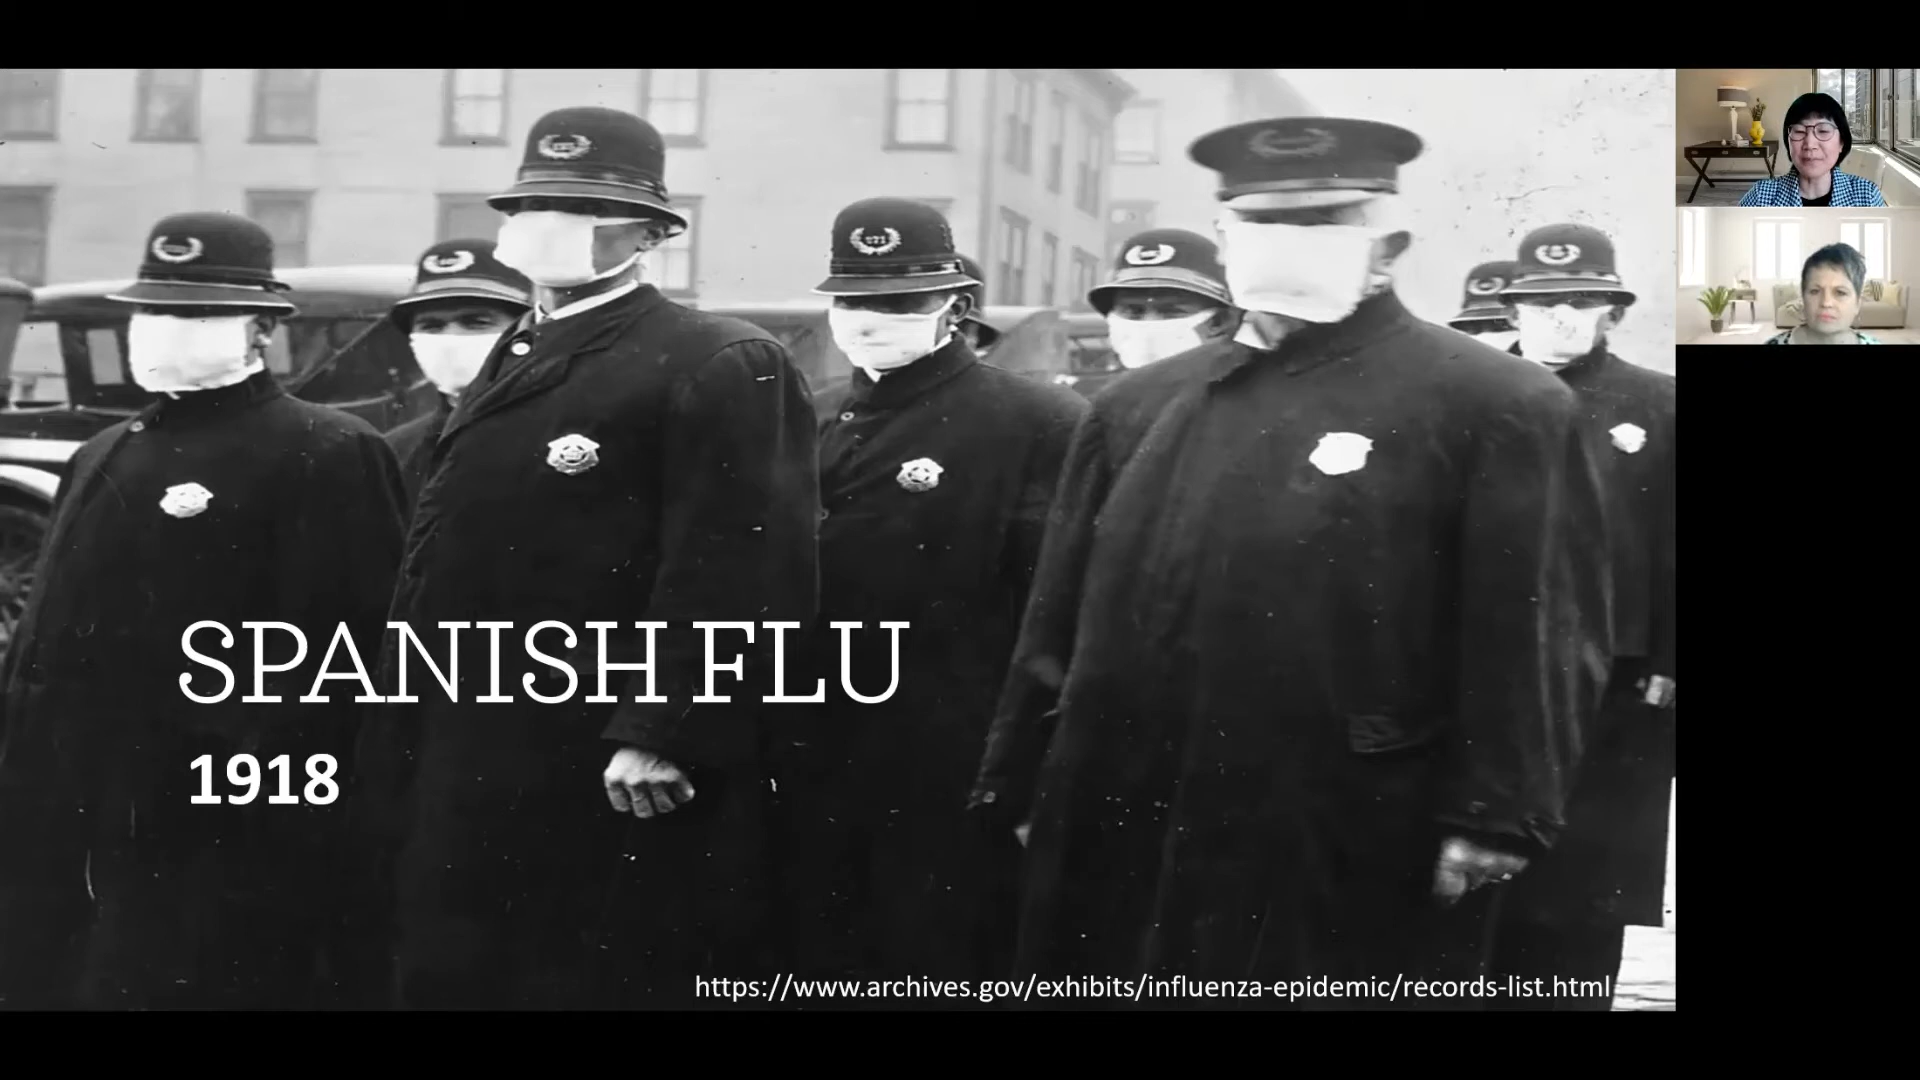 SPANISH FLU
1918
https://www.archives.gov/exhibits/influenza-epidemic/records-list.html